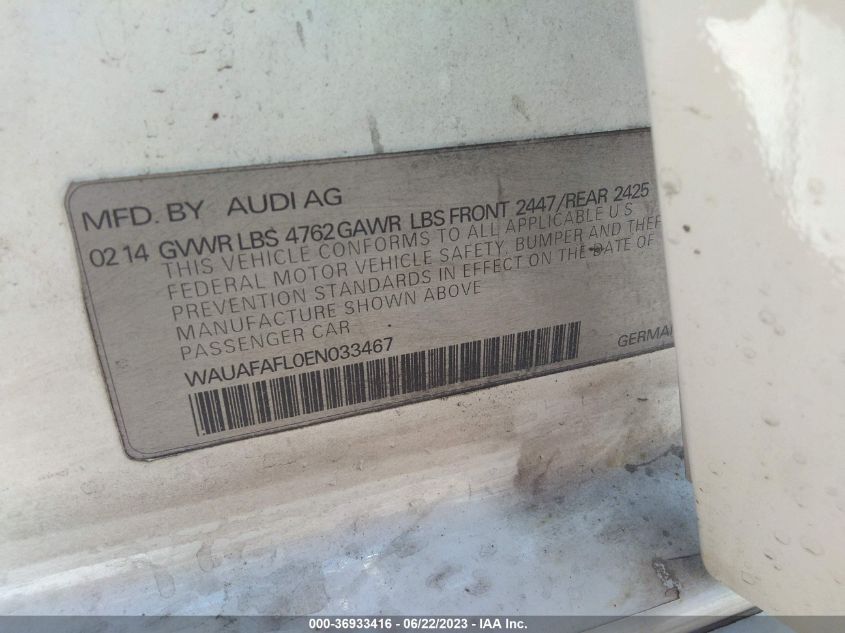 MFD. BY AUDI AG
02 14 GVWR LBS 4762 GAWR LBS FRONT 2447/REAR 2425
THIS VEHICLE CONFORMS TO ALL APPLICABLE U S
FEDERAL MOTOR VEHICLE SAFETY, BUMPER AND THEF
PREVENTION STANDARDS IN EFFECT ON THE DATE OF
MANUFACTURE SHOWN ABOVE
PASSENGER CAR
WAUAFAFL0EN033467
GERMAN
000-36933416 - 06/22/2023 - © IAA Inc.